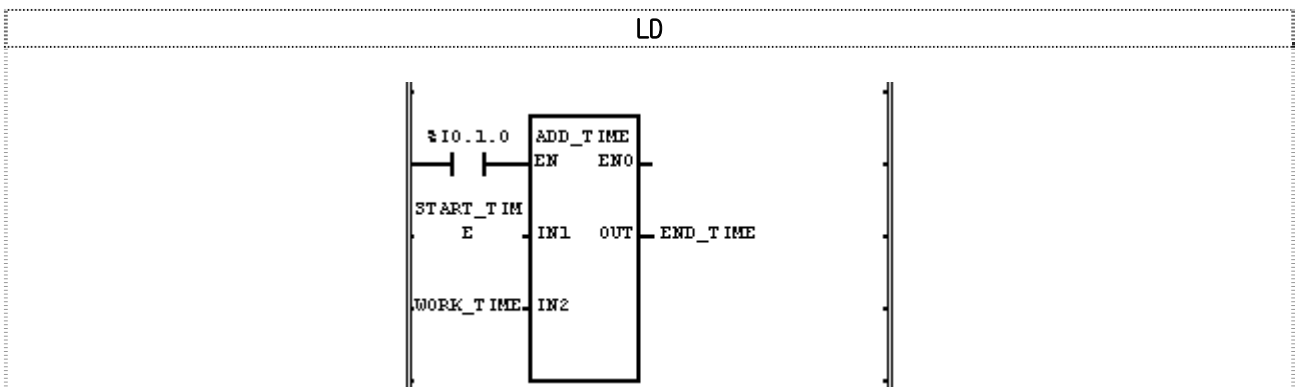 LD
%I0.1.0
ADD_TIME
EN ENO
START_TIM
E
IN1 OUT
END_TIME
WORK_TIME
IN2